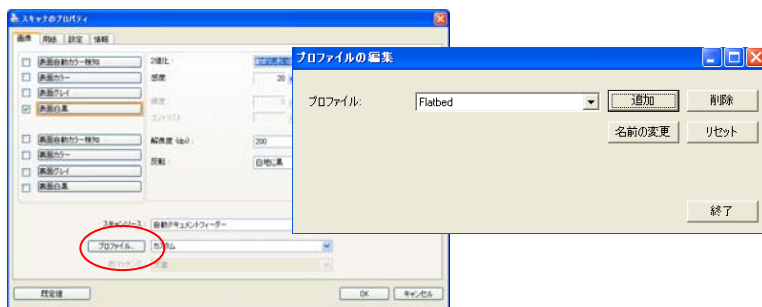 スキャナのプロパティ
画像 用紙 設定 情報
表面自動カラー検知
表面カラー
表面グレイ
表面白黒
裏面自動カラー検知
裏面カラー
裏面グレイ
裏面白黒
2値化 :
感度
20
コントラスト
解像度 (dpi) :
200
反転 :
白地に黒
スキャンソース : 自動ドキュメントフィーダー
プロファイル... カスタム
既定値
OK キャンセル
プロファイルの編集
プロファイル: Flatbed 追加 削除
名前の変更 リセット
終了